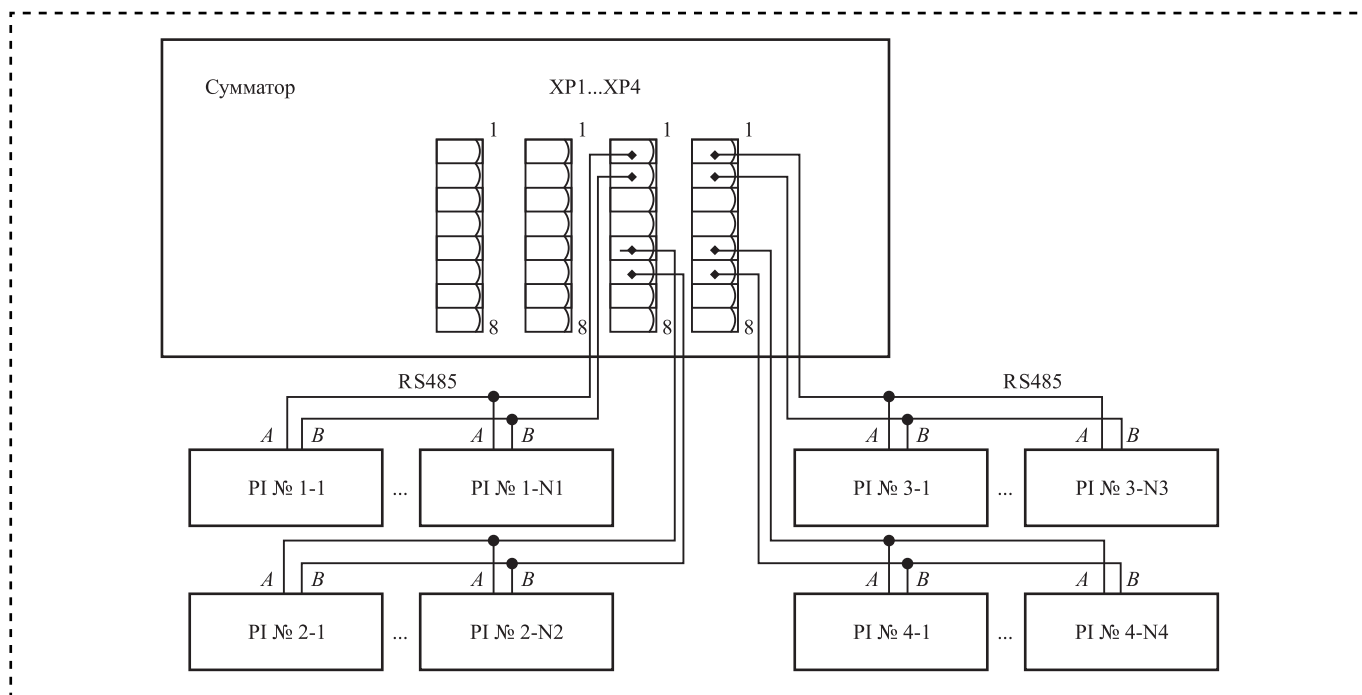 Сумматор XP1...XP4
1 1 1 1
8 8 8 8
RS485 RS485
A B A B A B A B
PI № 1-1 ... PI № 1-N1 PI № 3-1 ... PI № 3-N3
A B A B A B A B
PI № 2-1 ... PI № 2-N2 PI № 4-1 ... PI № 4-N4